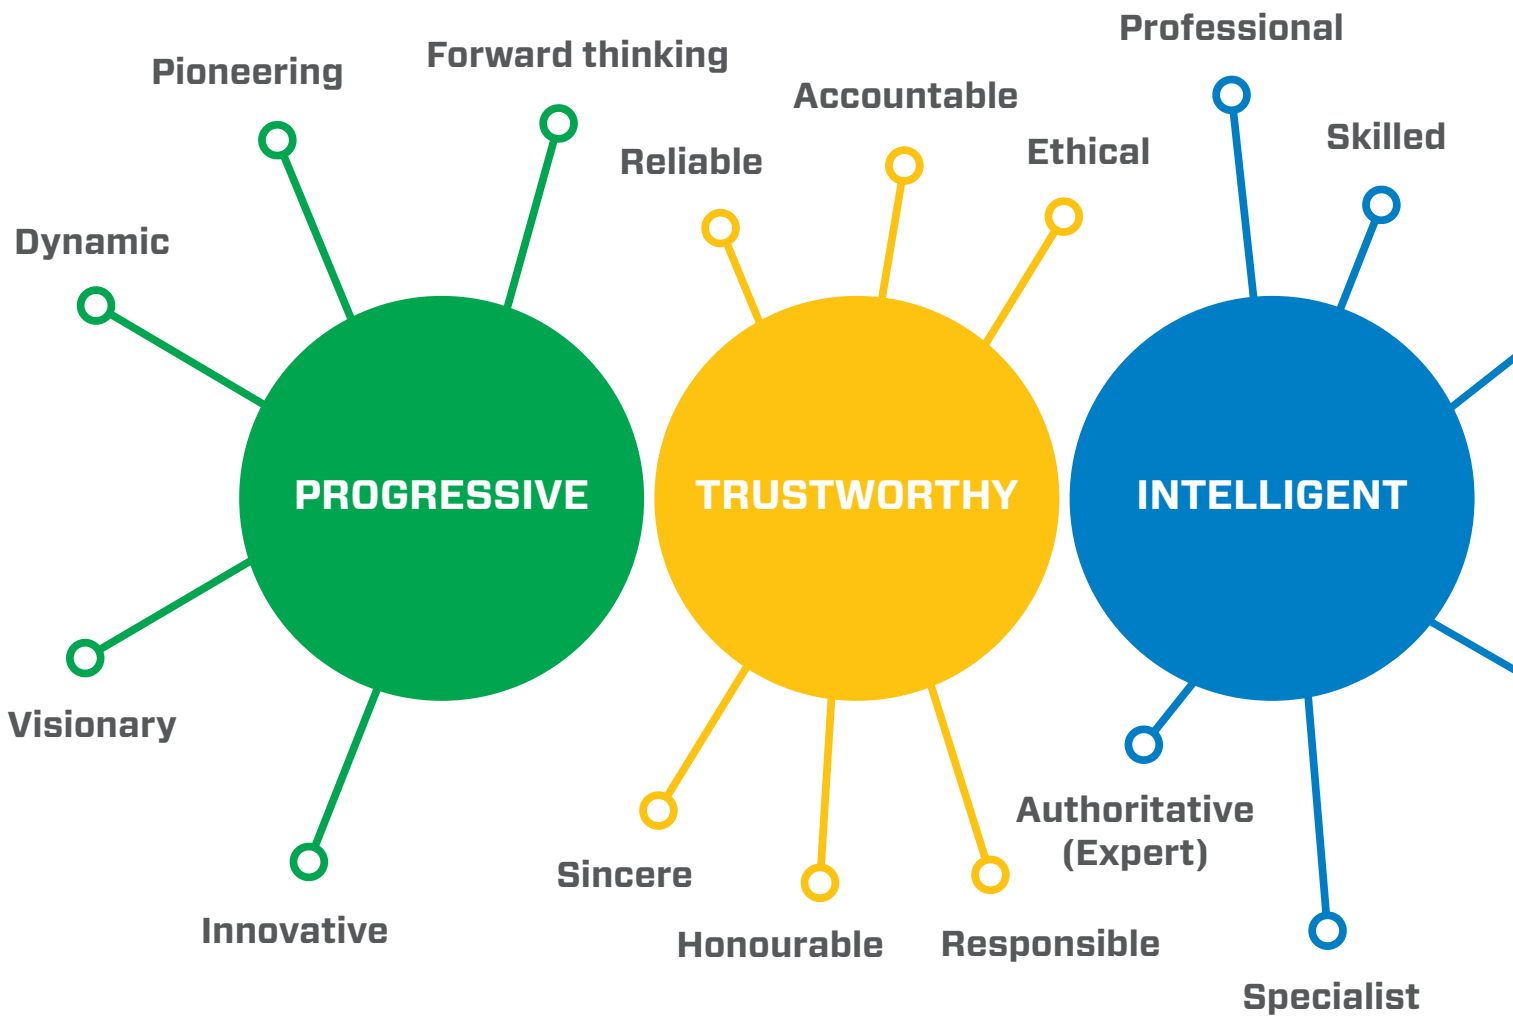 Professional
Forward thinking
Pioneering
Accountable
Skilled
Ethical
Reliable
Dynamic
PROGRESSIVE
TRUSTWORTHY
INTELLIGENT
Visionary
Authoritative
(Expert)
Sincere
Innovative
Honourable
Responsible
Specialist